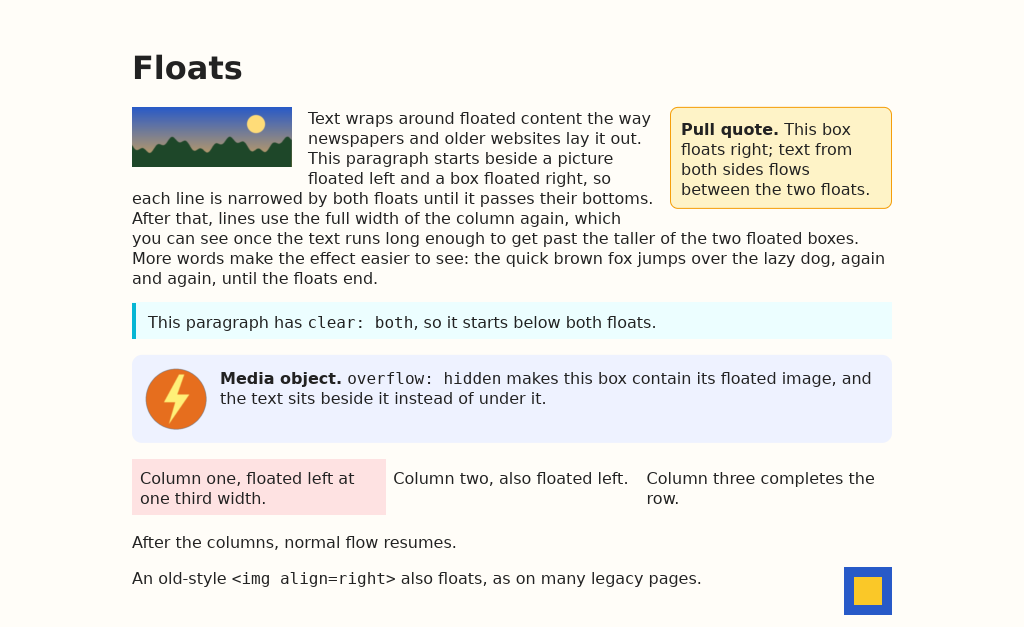 Floats
Text wraps around floated content the way
newspapers and older websites lay it out.
This paragraph starts beside a picture
floated left and a box floated right, so
each line is narrowed by both floats until it passes their bottoms.
After that, lines use the full width of the column again, which
you can see once the text runs long enough to get past the taller of the two floated boxes.
More words make the effect easier to see: the quick brown fox jumps over the lazy dog, again
and again, until the floats end.
Pull quote. This box
floats right; text from
both sides flows
between the two floats.
This paragraph has clear: both, so it starts below both floats.
Media object. overflow: hidden makes this box contain its floated image, and
the text sits beside it instead of under it.
Column one, floated left at
one third width.
Column two, also floated left.
Column three completes the
row.
After the columns, normal flow resumes.
An old-style <img align=right> also floats, as on many legacy pages.